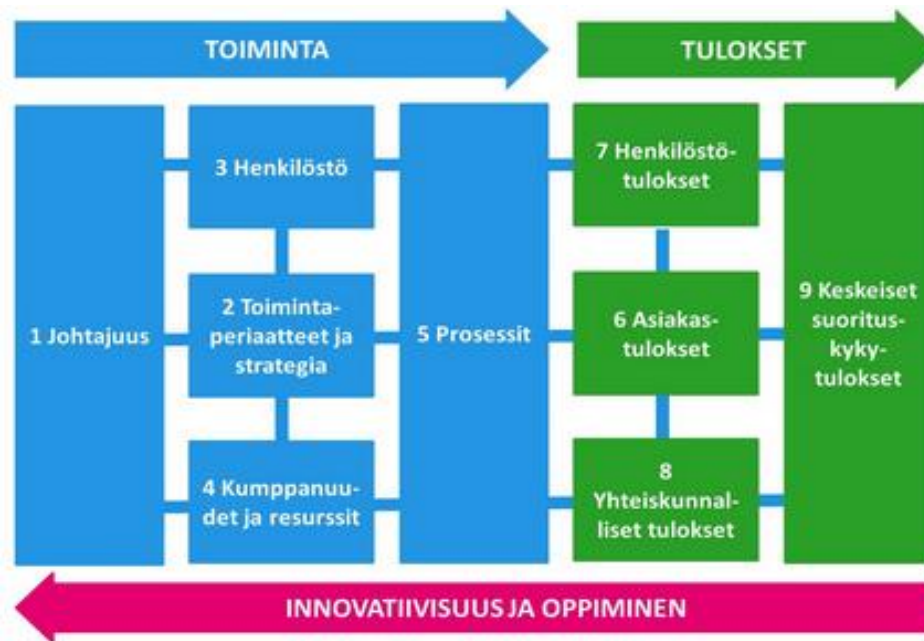 TOIMINTA
TULOKSET
1 Johtajuus
3 Henkilöstö
2 Toiminta-
periaatteet ja
strategia
4 Kumppanuu-
det ja resurssit
5 Prosessit
7 Henkilöstö-
tulokset
6 Asiakas-
tulokset
8
Yhteiskunnal-
liset tulokset
9 Keskeiset
suoritus-
kyky-
tulokset
INNOVATIIVISUUS JA OPPIMINEN